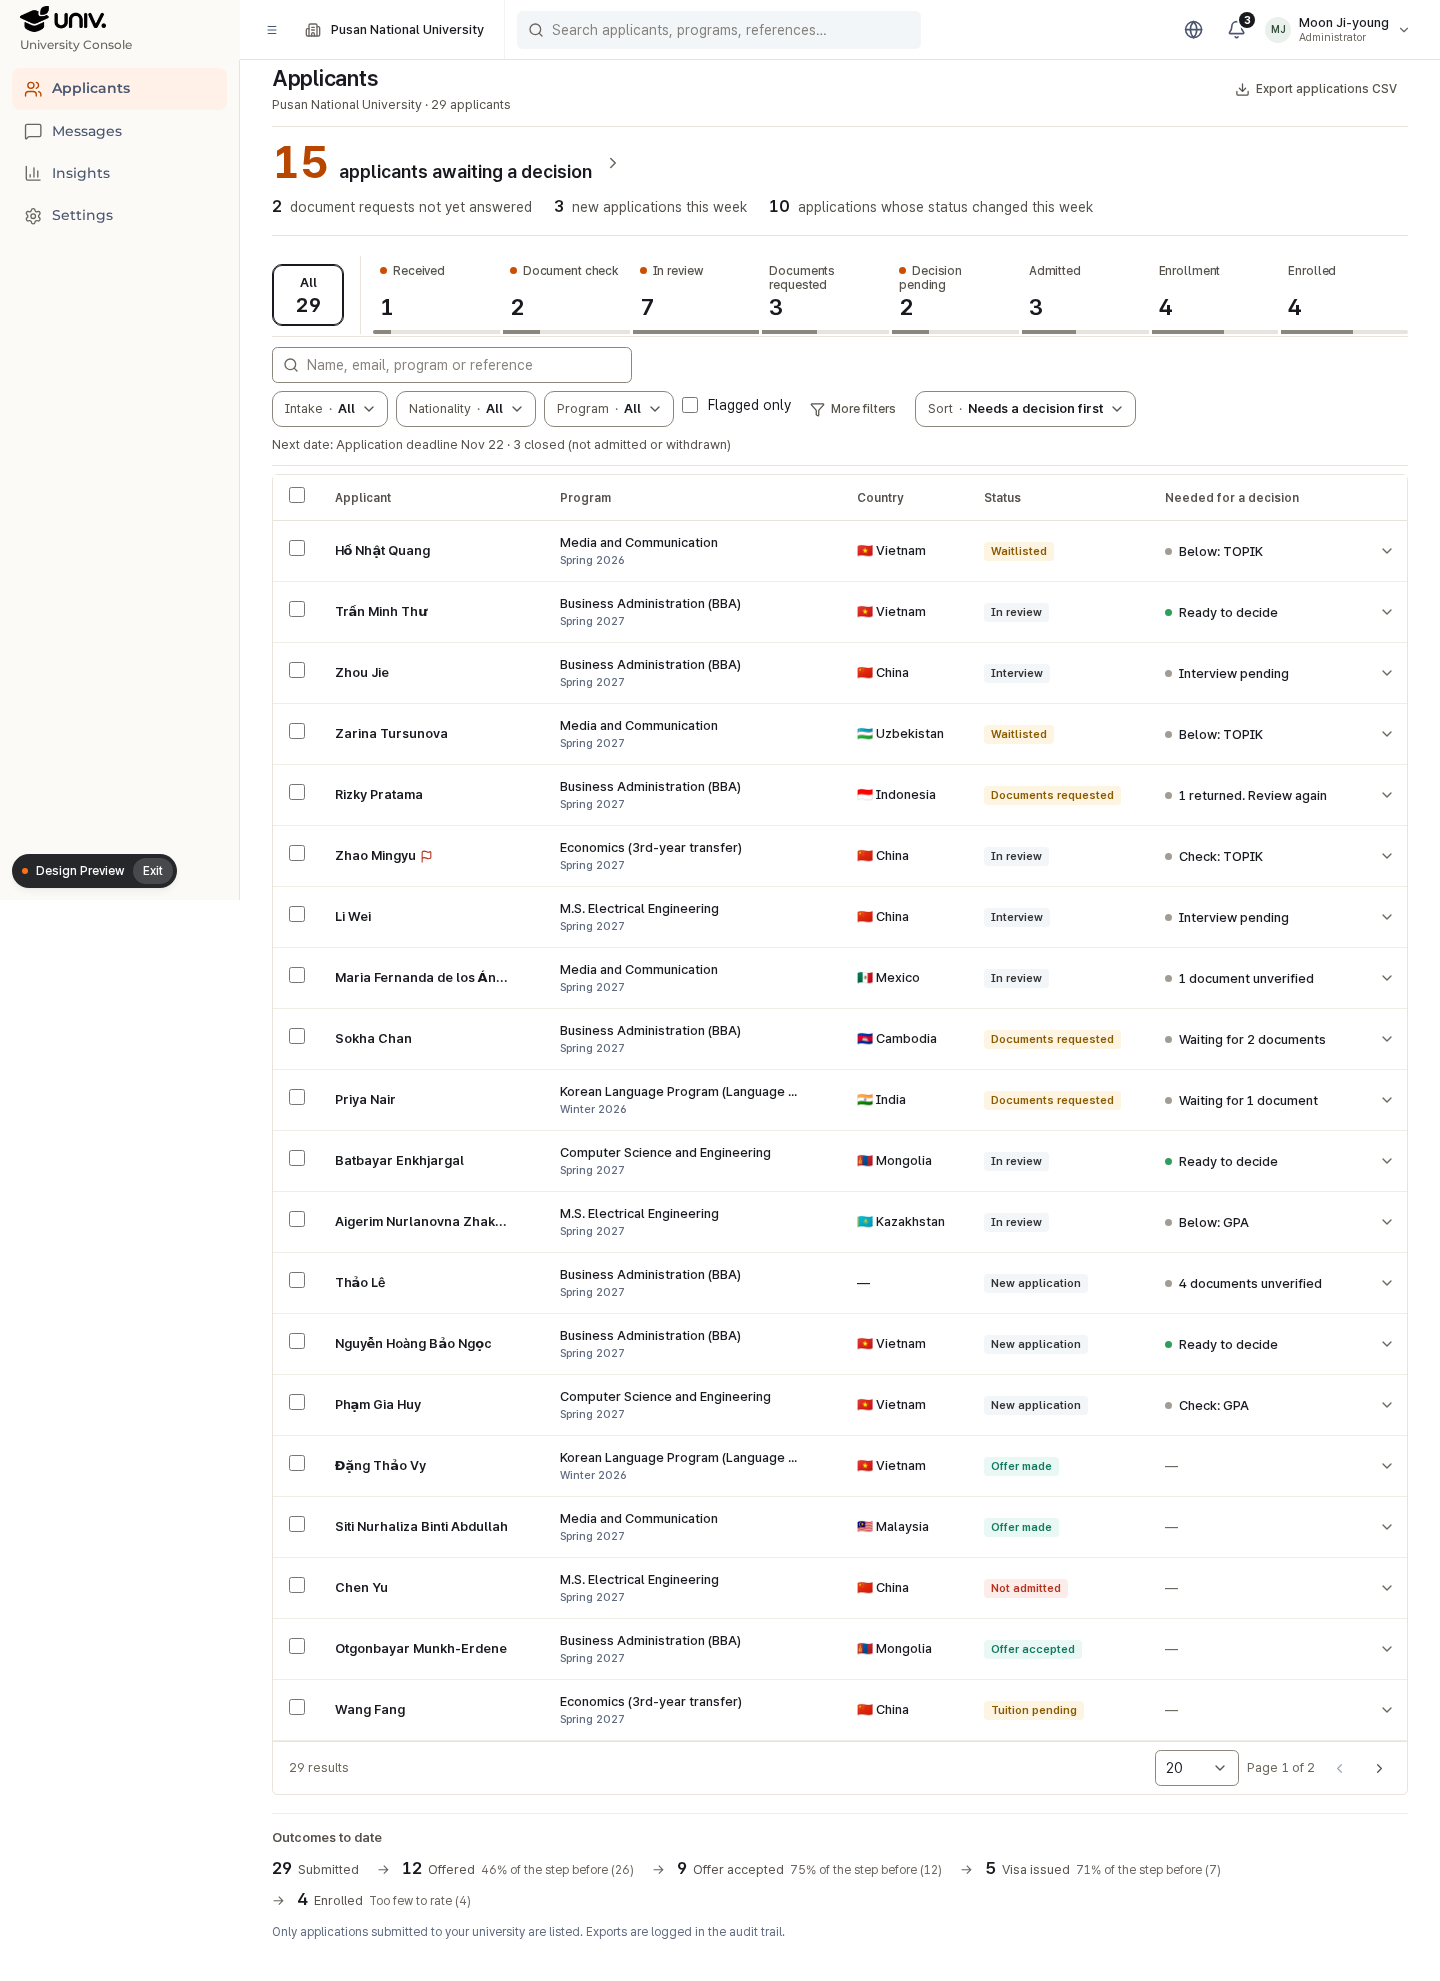 UNIV.
University Console
Applicants
Messages
Insights
Settings
Design Preview Exit
Pusan National University
Search applicants, programs, references...
3
MJ
Moon Ji-young
Administrator
Applicants
Pusan National University · 29 applicants
Export applications CSV
15 applicants awaiting a decision
2 document requests not yet answered 3 new applications this week 10 applications whose status changed this week
All
29
Received
1
Document check
2
In review
7
Documents requested
3
Decision pending
2
Admitted
3
Enrollment
4
Enrolled
4
Name, email, program or reference
Intake · All Nationality · All Program · All Flagged only More filters Sort · Needs a decision first
Next date: Application deadline Nov 22 · 3 closed (not admitted or withdrawn)
Applicant Program Country Status Needed for a decision
Hồ Nhật Quang Media and Communication Spring 2026 Vietnam Waitlisted Below: TOPIK
Trần Minh Thư Business Administration (BBA) Spring 2027 Vietnam In review Ready to decide
Zhou Jie Business Administration (BBA) Spring 2027 China Interview Interview pending
Zarina Tursunova Media and Communication Spring 2027 Uzbekistan Waitlisted Below: TOPIK
Rizky Pratama Business Administration (BBA) Spring 2027 Indonesia Documents requested 1 returned. Review again
Zhao Mingyu Economics (3rd-year transfer) Spring 2027 China In review Check: TOPIK
Li Wei M.S. Electrical Engineering Spring 2027 China Interview Interview pending
Maria Fernanda de los Án... Media and Communication Spring 2027 Mexico In review 1 document unverified
Sokha Chan Business Administration (BBA) Spring 2027 Cambodia Documents requested Waiting for 2 documents
Priya Nair Korean Language Program (Language ... Winter 2026 India Documents requested Waiting for 1 document
Batbayar Enkhjargal Computer Science and Engineering Spring 2027 Mongolia In review Ready to decide
Aigerim Nurlanovna Zhak... M.S. Electrical Engineering Spring 2027 Kazakhstan In review Below: GPA
Thảo Lê Business Administration (BBA) Spring 2027 — New application 4 documents unverified
Nguyễn Hoàng Bảo Ngọc Business Administration (BBA) Spring 2027 Vietnam New application Ready to decide
Phạm Gia Huy Computer Science and Engineering Spring 2027 Vietnam New application Check: GPA
Đặng Thảo Vy Korean Language Program (Language ... Winter 2026 Vietnam Offer made —
Siti Nurhaliza Binti Abdullah Media and Communication Spring 2027 Malaysia Offer made —
Chen Yu M.S. Electrical Engineering Spring 2027 China Not admitted —
Otgonbayar Munkh-Erdene Business Administration (BBA) Spring 2027 Mongolia Offer accepted —
Wang Fang Economics (3rd-year transfer) Spring 2027 China Tuition pending —
29 results 20 Page 1 of 2
Outcomes to date
29 Submitted → 12 Offered 46% of the step before (26) → 9 Offer accepted 75% of the step before (12) → 5 Visa issued 71% of the step before (7)
→ 4 Enrolled Too few to rate (4)
Only applications submitted to your university are listed. Exports are logged in the audit trail.